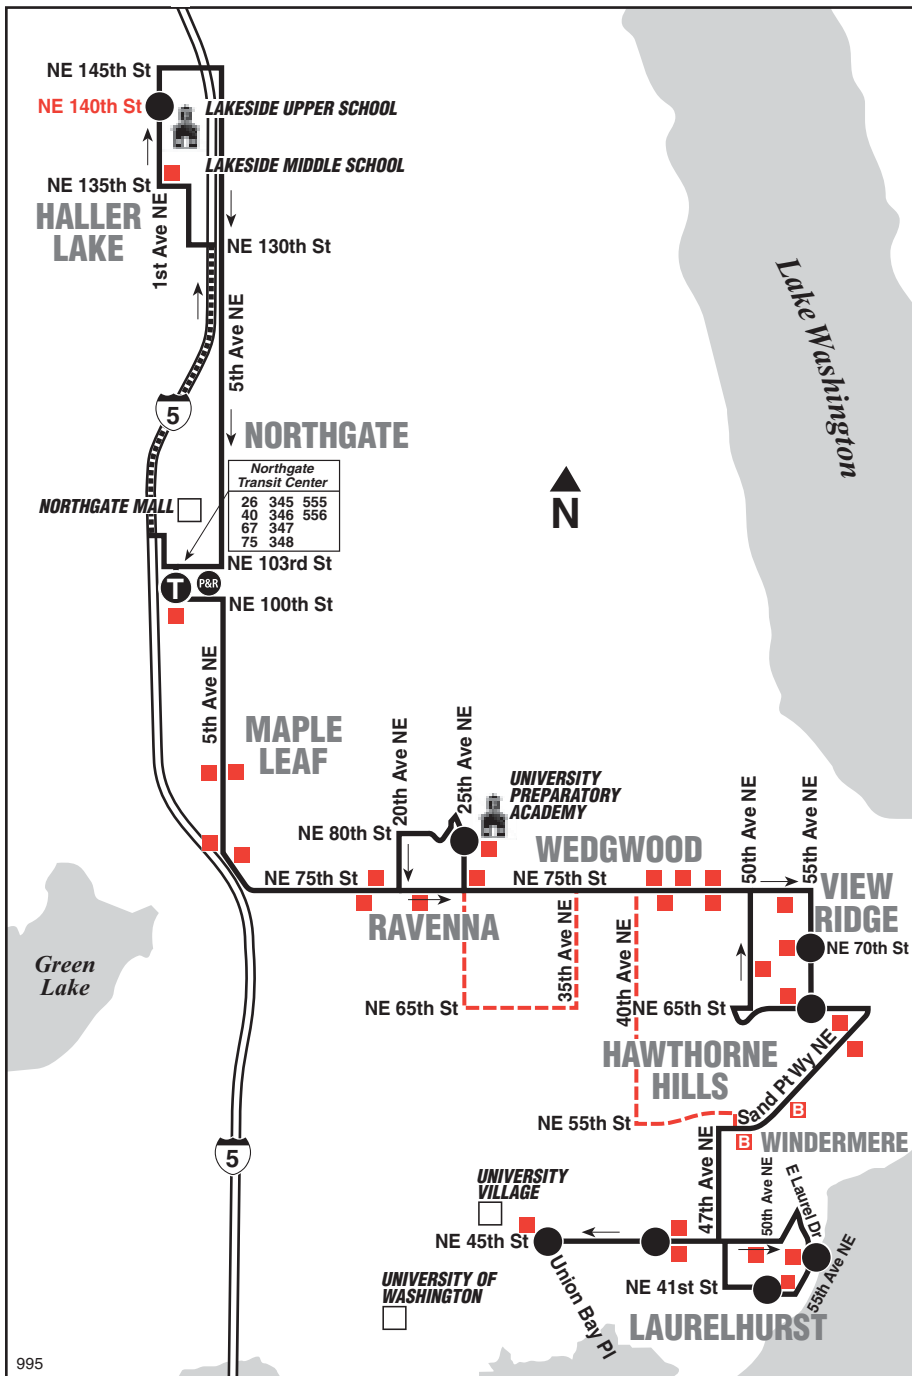 NE 145th St
NE 140th St
LAKESIDE UPPER SCHOOL
LAKESIDE MIDDLE SCHOOL
NE 135th St
HALLER
LAKE
1st Ave NE
NE 130th St
5th Ave NE
Lake Washington
5
NORTHGATE
Northgate
Transit Center
26 345 555
40 346 556
67 347
75 348
NORTHGATE MALL
N
NE 103rd St
T
P&R
NE 100th St
5th Ave NE
MAPLE
LEAF
20th Ave NE
25th Ave NE
UNIVERSITY
PREPARATORY
ACADEMY
50th Ave NE
55th Ave NE
NE 80th St
WEDGWOOD
NE 75th St
NE 75th St
VIEW
RIDGE
RAVENNA
35th Ave NE
40th Ave NE
NE 70th St
Green
Lake
NE 65th St
NE 65th St
HAWTHORNE
HILLS
Sand Pt Wy NE
B
NE 55th St
B
WINDERMERE
5
47th Ave NE
50th Ave NE
E Laurel Dr
UNIVERSITY
VILLAGE
NE 45th St
Union Bay Pl
UNIVERSITY OF
WASHINGTON
NE 41st St
55th Ave NE
LAURELHURST
995